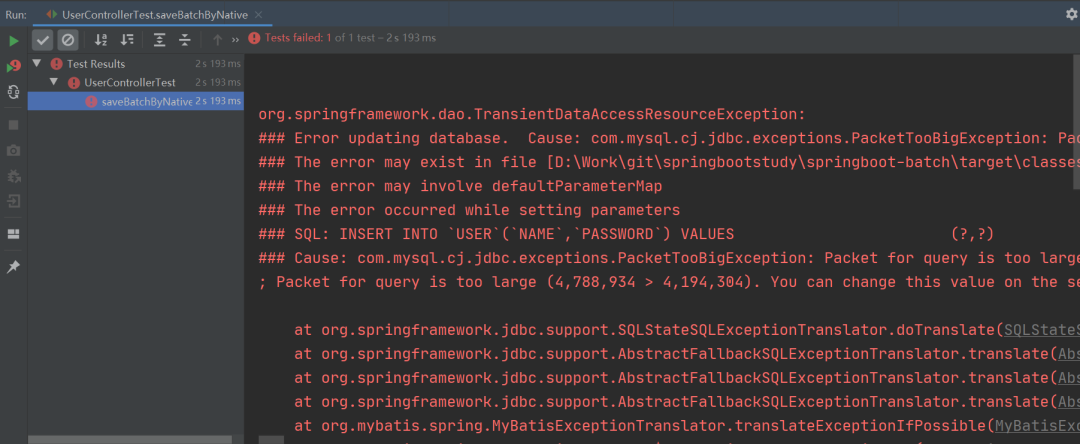 Run: UserControllerTest.saveBatchByNative
Tests failed: 1 of 1 test – 2 s 193 ms
Test Results 2 s 193 ms
UserControllerTest 2 s 193 ms
saveBatchByNative 2 s 193 ms
org.springframework.dao.TransientDataAccessResourceException:
### Error updating database.  Cause: com.mysql.cj.jdbc.exceptions.PacketTooBigException: Pac
### The error may exist in file [D:\Work\git\springbootstudy\springboot-batch\target\classes
### The error may involve defaultParameterMap
### The error occurred while setting parameters
### SQL: INSERT INTO `USER`(`NAME`,`PASSWORD`) VALUES (?,?)
### Cause: com.mysql.cj.jdbc.exceptions.PacketTooBigException: Packet for query is too large
; Packet for query is too large (4,788,934 > 4,194,304). You can change this value on the se
at org.springframework.jdbc.support.SQLStateSQLExceptionTranslator.doTranslate(SQLStateS
at org.springframework.jdbc.support.AbstractFallbackSQLExceptionTranslator.translate(Abs
at org.springframework.jdbc.support.AbstractFallbackSQLExceptionTranslator.translate(Abs
at org.springframework.jdbc.support.AbstractFallbackSQLExceptionTranslator.translate(Abs
at org.mybatis.spring.MyBatisExceptionTranslator.translateExceptionIfPossible(MyBatisExc